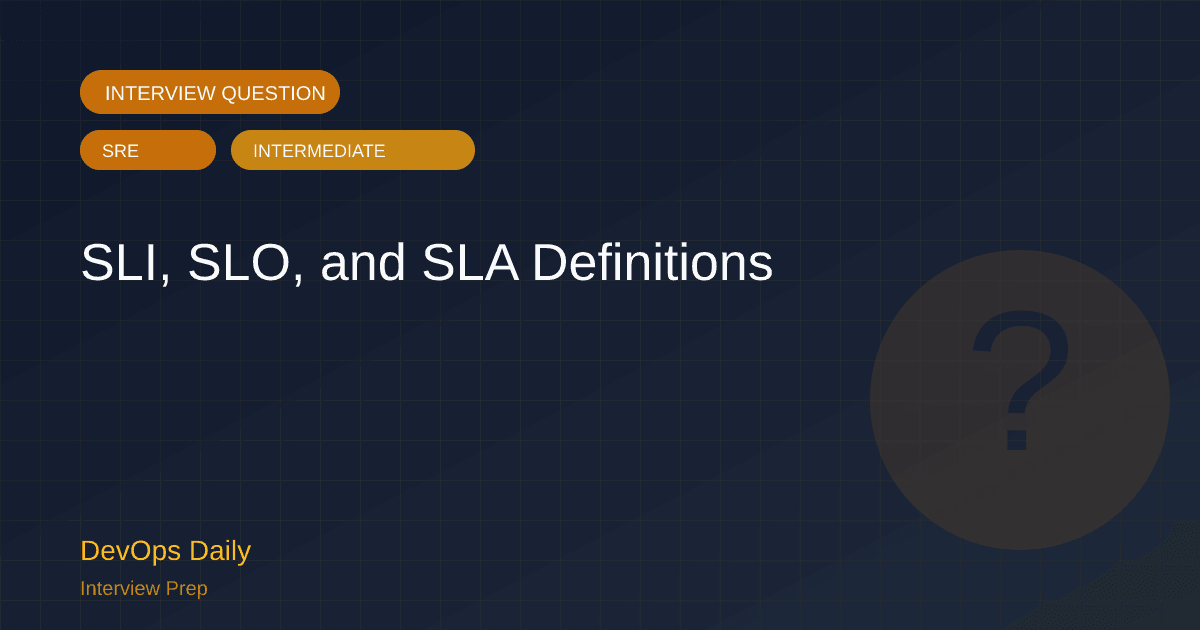 INTERVIEW QUESTION
SRE
INTERMEDIATE
SLI, SLO, and SLA Definitions
?
DevOps Daily
Interview Prep